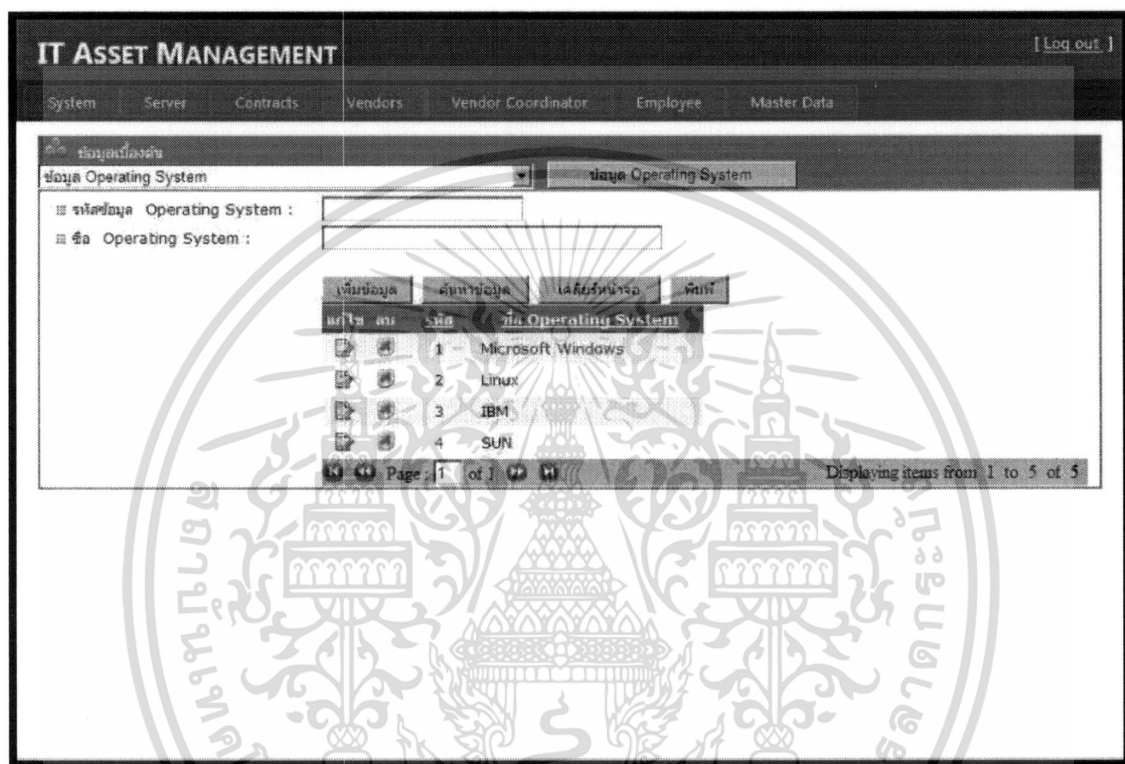 IT ASSET MANAGEMENT
[ Log out ]
System Server Contracts Vendors Vendor Coordinator Employee Master Data
ข้อมูลเบื้องต้น
ข้อมูล Operating System
ข้อมูล Operating System
รหัสข้อมูล Operating System :
ชื่อ Operating System :
เพิ่มข้อมูล ค้นหาข้อมูล เคลียร์หน้าจอ พิมพ์
แก้ไข ลบ รหัส ชื่อ Operating System
1 Microsoft Windows
2 Linux
3 IBM
4 SUN
Page : 1 of 1 Displaying items from 1 to 5 of 5